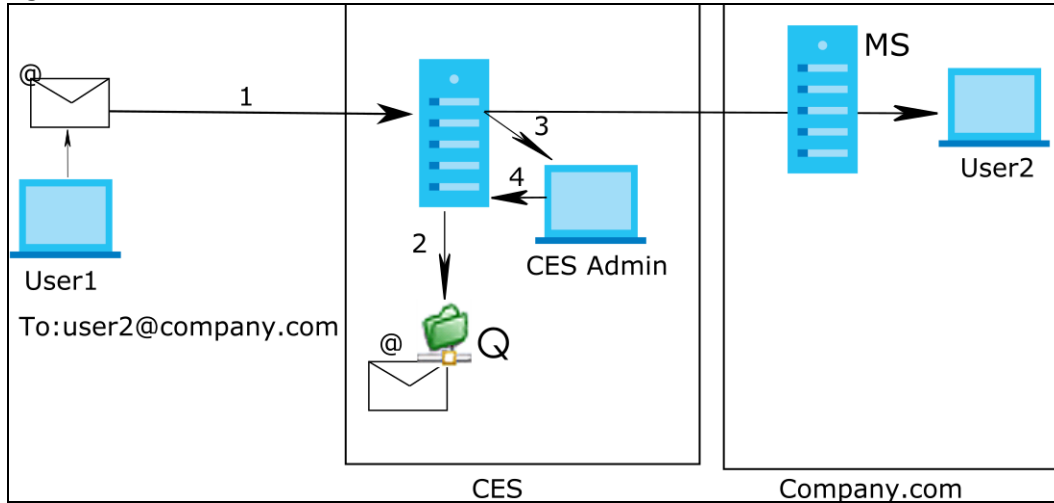 @
1
User1
To:user2@company.com
3
4
CES Admin
2
@
Q
CES
MS
User2
Company.com